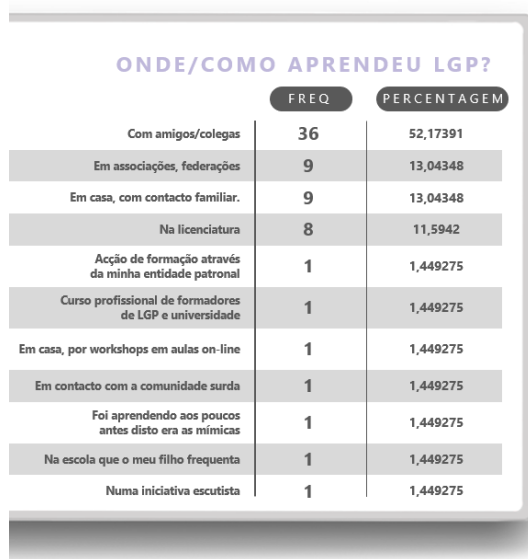 ONDE/COMO APRENDEU LGP?
FREQ PERCENTAGEM
Com amigos/colegas 36 52,17391
Em associações, federações 9 13,04348
Em casa, com contacto familiar. 9 13,04348
Na licenciatura 8 11,5942
Acção de formação através
da minha entidade patronal 1 1,449275
Curso profissional de formadores
de LGP e universidade 1 1,449275
Em casa, por workshops em aulas on-line 1 1,449275
Em contacto com a comunidade surda 1 1,449275
Foi aprendendo aos poucos
antes disto era as mímicas 1 1,449275
Na escola que o meu filho frequenta 1 1,449275
Numa iniciativa escutista 1 1,449275